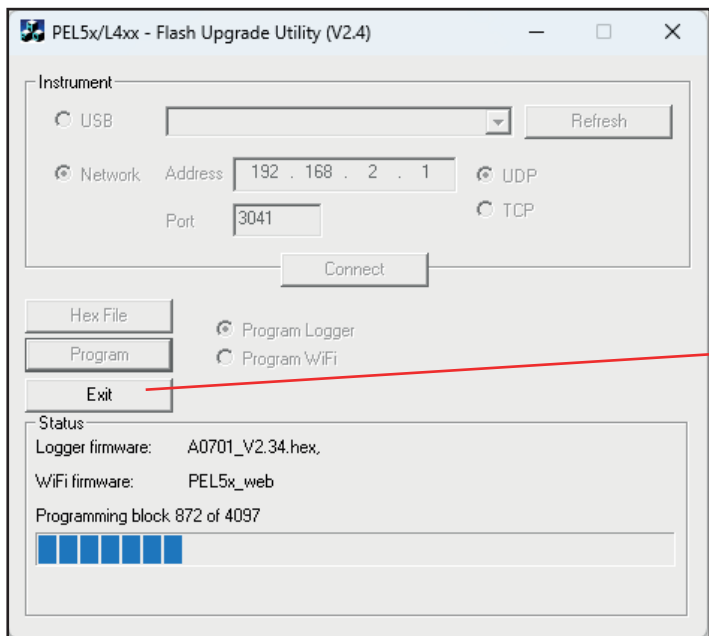 PEL5x/L4xx - Flash Upgrade Utility (V2.4)
Instrument
USB
Refresh
Network Address 192 . 168 . 2 . 1 UDP
Port 3041 TCP
Connect
Hex File
Program Logger
Program
Program WiFi
Exit
Status
Logger firmware: A0701_V2.34.hex,
WiFi firmware: PEL5x_web
Programming block 872 of 4097